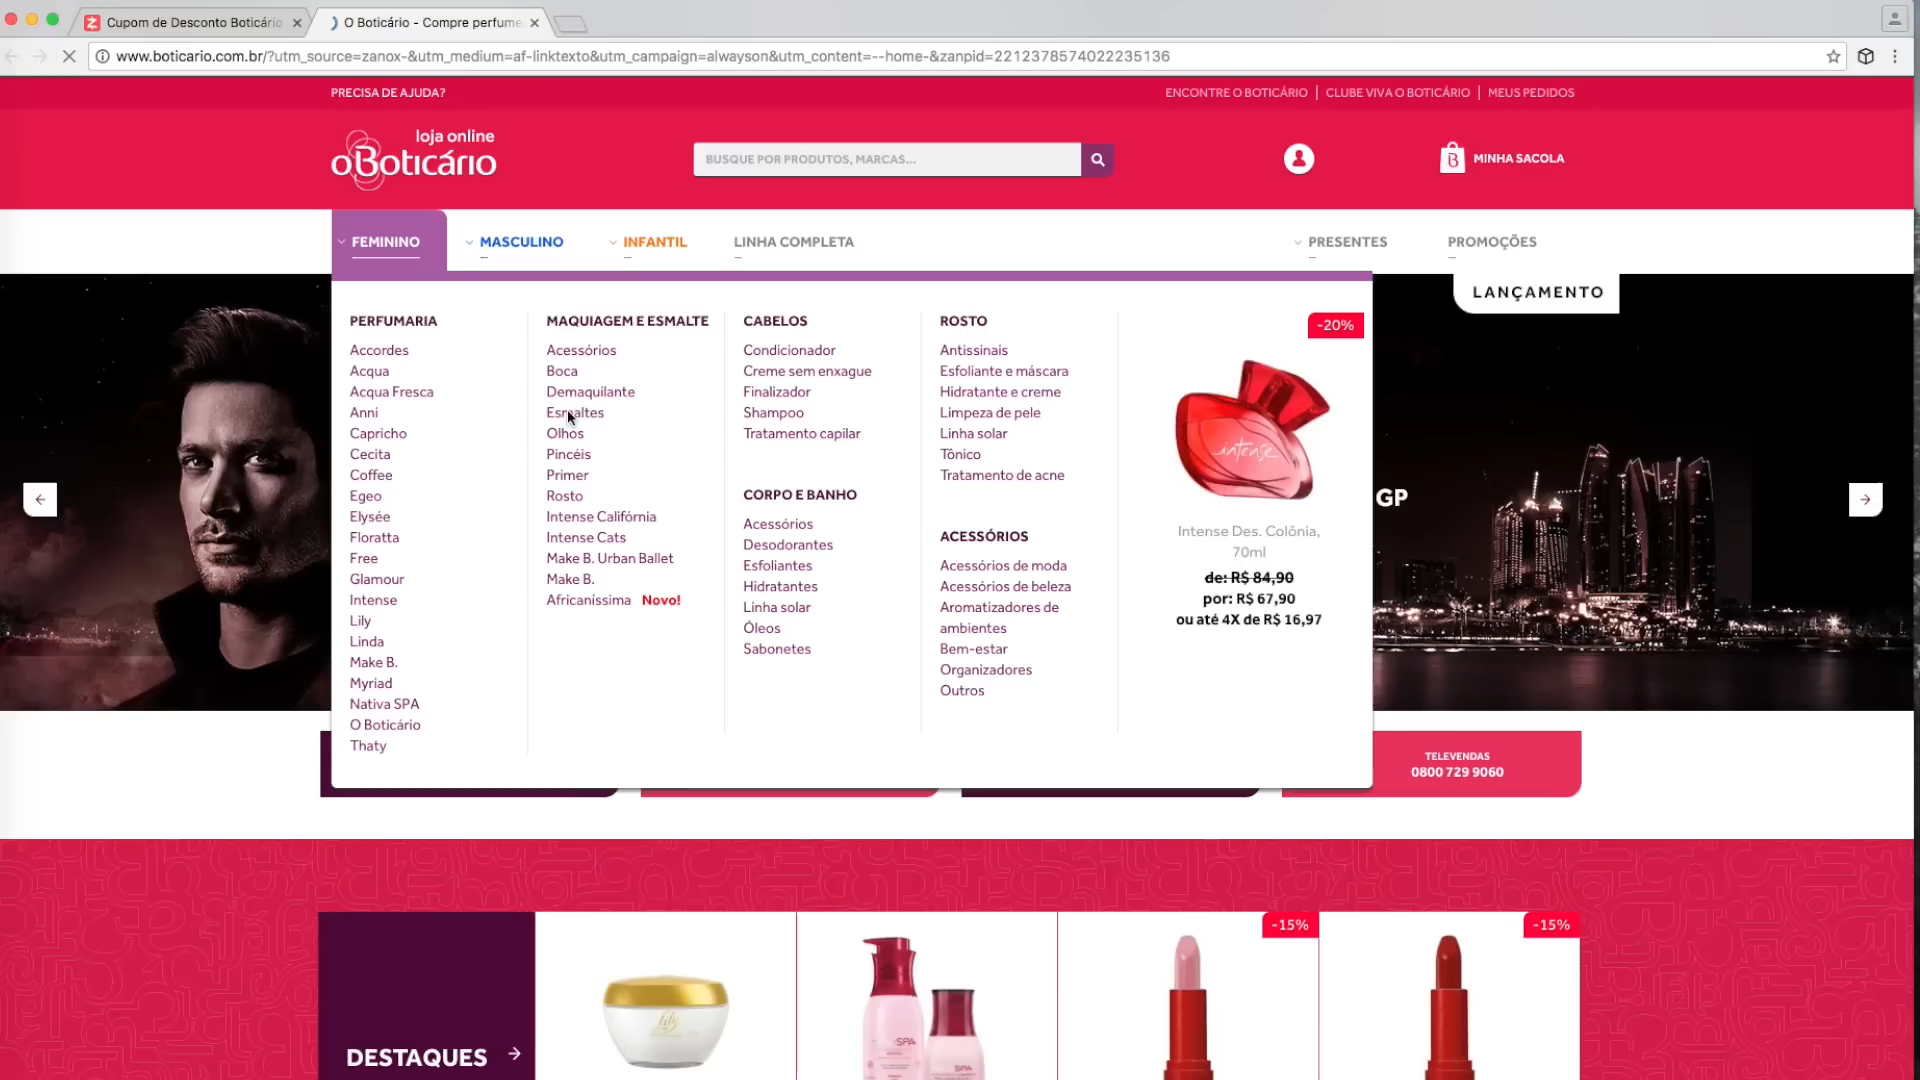 Cupom de Desconto Boticário
O Boticário - Compre perfume
www.boticario.com.br/?utm_source=zanox-&utm_medium=af-linktexto&utm_campaign=alwayson&utm_content=--home-&zanpid=2212378574022235136
PRECISA DE AJUDA?
ENCONTRE O BOTICÁRIO
CLUBE VIVA O BOTICÁRIO
MEUS PEDIDOS
loja online
oBoticário
BUSQUE POR PRODUTOS, MARCAS...
B
MINHA SACOLA
FEMININO
MASCULINO
INFANTIL
LINHA COMPLETA
PRESENTES
PROMOÇÕES
LANÇAMENTO
PERFUMARIA
Accordes
Acqua
Acqua Fresca
Anni
Capricho
Cecita
Coffee
Egeo
Elysée
Floratta
Free
Glamour
Intense
Lily
Linda
Make B.
Myriad
Nativa SPA
O Boticário
Thaty
MAQUIAGEM E ESMALTE
Acessórios
Boca
Demaquilante
Esmaltes
Olhos
Pincéis
Primer
Rosto
Intense Califórnia
Intense Cats
Make B. Urban Ballet
Make B.
Africaníssima Novo!
CABELOS
Condicionador
Creme sem enxague
Finalizador
Shampoo
Tratamento capilar
CORPO E BANHO
Acessórios
Desodorantes
Esfoliantes
Hidratantes
Linha solar
Óleos
Sabonetes
ROSTO
Antissinais
Esfoliante e máscara
Hidratante e creme
Limpeza de pele
Linha solar
Tônico
Tratamento de acne
ACESSÓRIOS
Acessórios de moda
Acessórios de beleza
Aromatizadores de
ambientes
Bem-estar
Organizadores
Outros
-20%
intense
Intense Des. Colônia,
70ml
de: R$ 84,90
por: R$ 67,90
ou até 4X de R$ 16,97
GP
TELEVENDAS
0800 729 9060
DESTAQUES
Lily
SPA
SPA
-15%
-15%